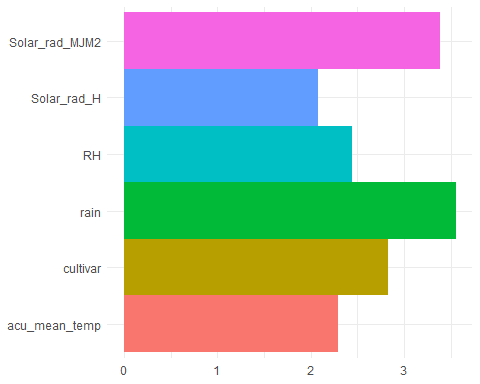 Solar_rad_MJM2
Solar_rad_H
RH
rain
cultivar
acu_mean_temp
0 1 2 3